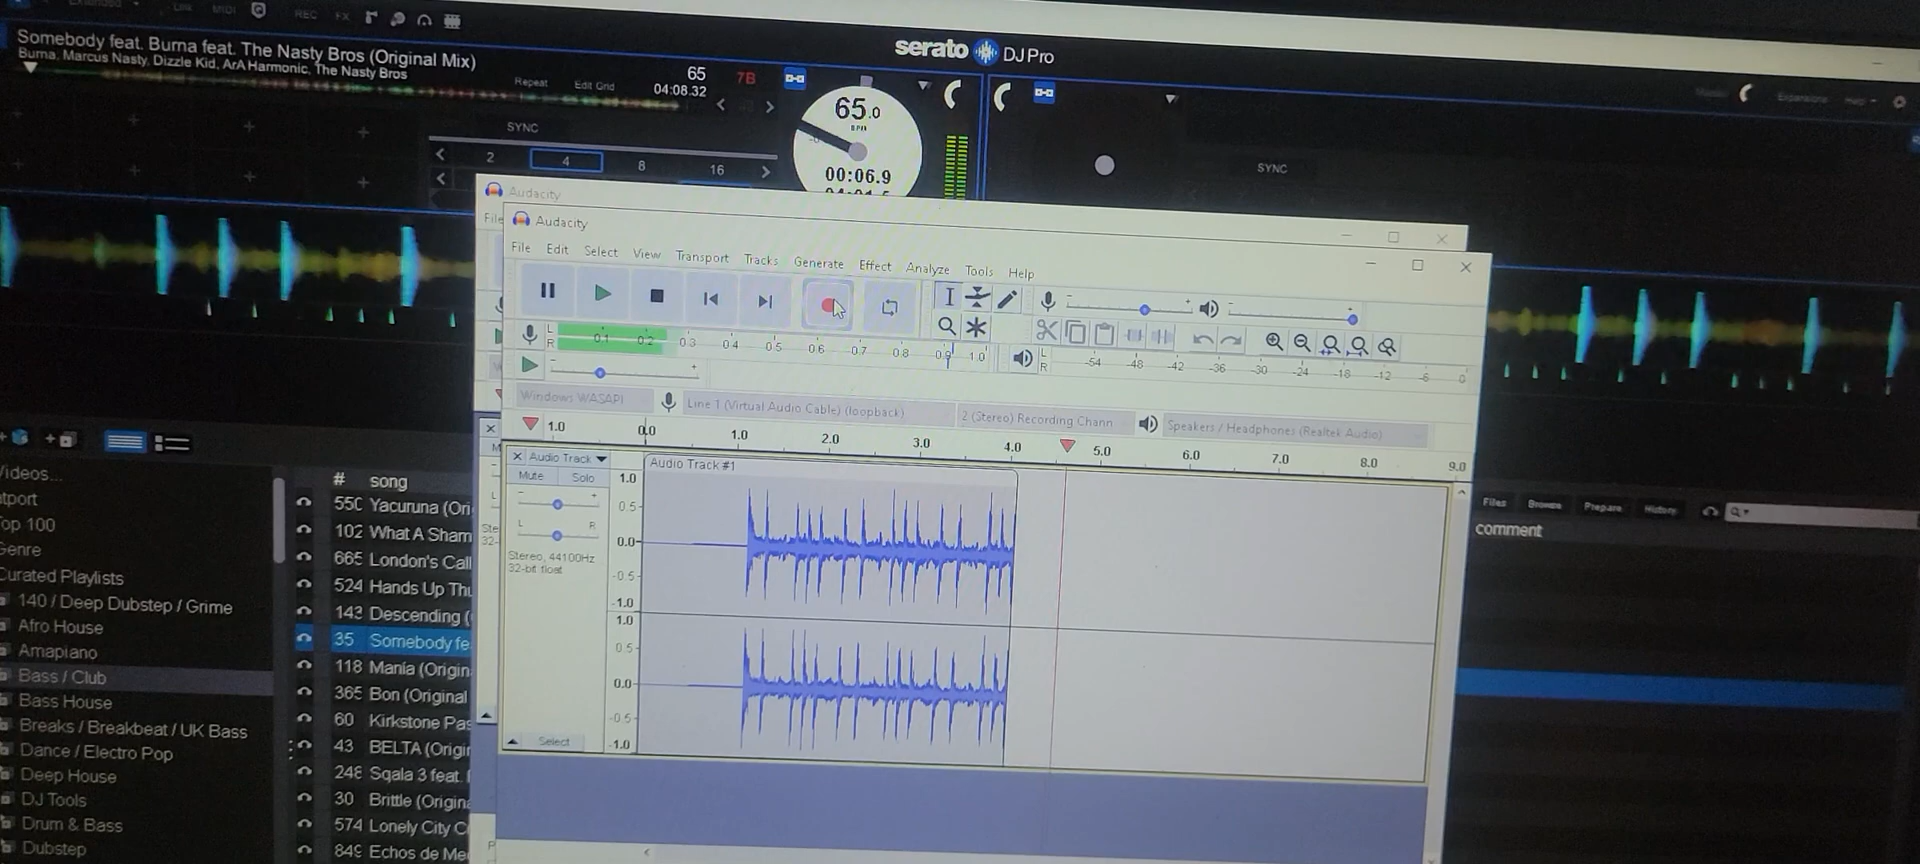 LINK MIDI REC FX
Somebody feat. Burna feat. The Nasty Bros (Original Mix)
Burna, Marcus Nasty, Dizzle Kid, ArA Harmonic, The Nasty Bros
Repeat Edit Grid
65 7B
04:08.32
serato DJ Pro
65.0
BPM
00:06.9
SYNC
2 4 8 16
SYNC
Audacity
File
Audacity
File Edit Select View Transport Tracks Generate Effect Analyze Tools Help
L
R
0.1 0.2 0.3 0.4 0.5 0.6 0.7 0.8 0.9 1.0
L
R
-54 -48 -42 -36 -30 -24 -18 -12 -6 0
Windows WASAPI
Line 1 (Virtual Audio Cable) (loopback)
2 (Stereo) Recording Chann
Speakers / Headphones (Realtek Audio)
1.0 0.0 1.0 2.0 3.0 4.0 5.0 6.0 7.0 8.0 9.0
Audio Track
Audio Track #1
Mute Solo
L R
Stereo, 44100Hz
32-bit float
1.0
0.5
0.0
-0.5
-1.0
1.0
0.5
0.0
-0.5
-1.0
Select
Videos...
tport
op 100
Genre
Curated Playlists
140 / Deep Dubstep / Grime
Afro House
Amapiano
Bass / Club
Bass House
Breaks / Breakbeat / UK Bass
Dance / Electro Pop
Deep House
DJ Tools
Drum & Bass
Dubstep
# song
550 Yacuruna (Ori
102 What A Sham
665 London's Call
524 Hands Up Thu
143 Descending (
35 Somebody fe
118 Mania (Origin
365 Bon (Original
60 Kirkstone Pas
43 BELTA (Origi
248 Sqala 3 feat.
30 Brittle (Origina
574 Lonely City C
849 Echos de Me
Files Browse Prepare History
comment